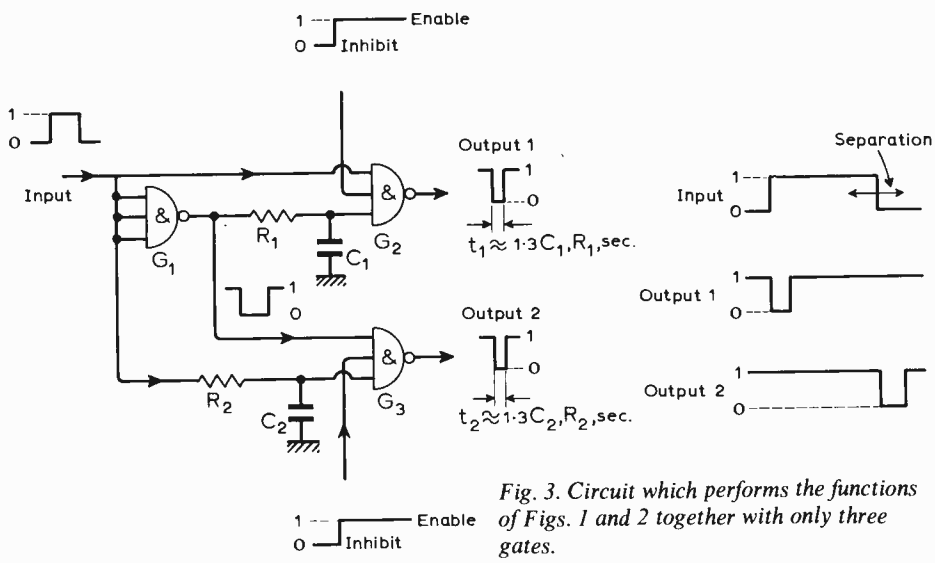 1 Enable
0 Inhibit
1
0
Input
&
G1
R1
C1
&
G2
Output 1
1
0
t1≈1·3C1,R1,sec.
1
0
R2
C2
&
G3
Output 2
1
0
t2≈1·3C2,R2,sec.
1 Enable
0 Inhibit
Separation
Input 1
0
Output 1 1
0
Output 2 1
0
Fig. 3. Circuit which performs the functions
of Figs. 1 and 2 together with only three
gates.